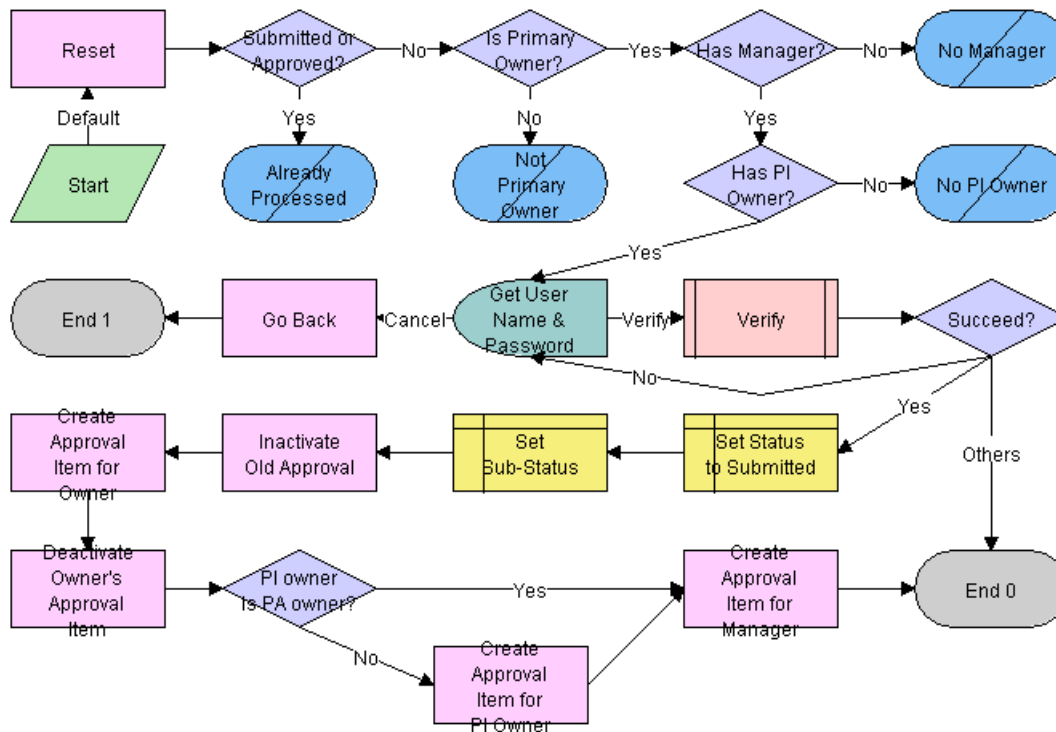 Reset
Submitted or
Approved?
No
Is Primary
Owner?
Yes
Has Manager?
No
No Manager
Default
Yes
No
Yes
Start
Already
Processed
Not
Primary
Owner
Has PI
Owner?
No
No PI Owner
Yes
End 1
Go Back
Cancel
Get User
Name &
Password
Verify
Verify
Succeed?
No
Yes
Create
Approval
Item for
Owner
Inactivate
Old Approval
Set
Sub-Status
Set Status
to Submitted
Others
Deactivate
Owner's
Approval
Item
PI owner
is PA owner?
Yes
Create
Approval
Item for
Manager
End 0
No
Create
Approval
Item for
PI Owner